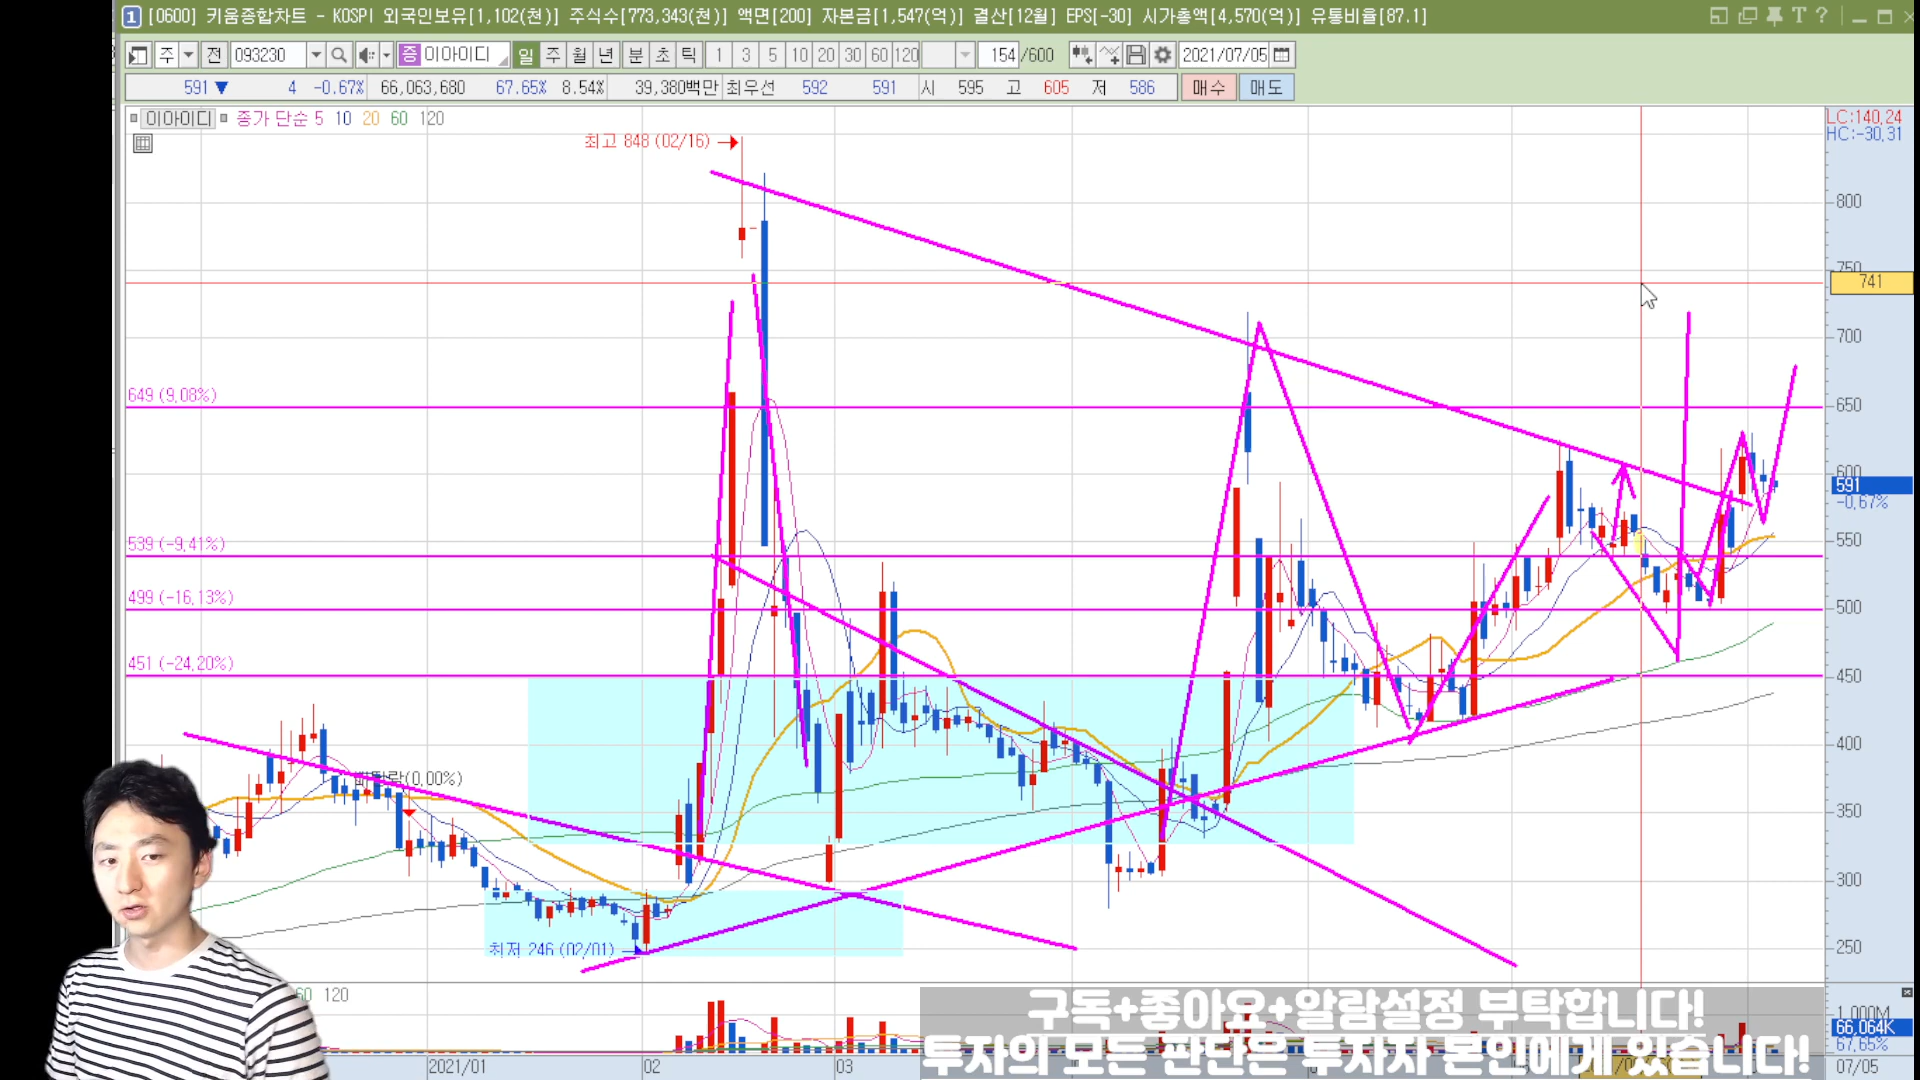 1 [0600] 키움종합차트 - KOSPI 외국인보유[1,102(천)] 주식수[773,343(천)] 액면[200] 자본금[1,547(억)] 결산[12월] EPS[-30] 시가총액[4,570(억)] 유통비율[87.1] T ?
주 전 093230 증 이아이디 일 주 월 년 분 초 틱 1 3 5 10 20 30 60 120 154 /600 2021/07/05
591 ▼ 4 -0.67% 66,063,680 67.65% 8.54% 39,380백만 최우선 592 591 시 595 고 605 저 586 매수 매도
이아이디 종가 단순 5 10 20 60 120
LC:140,24
HC:-30,31
최고 848 (02/16)
800
750
741
700
649 (9,08%)
650
600
591
-0,67%
539 (-9,41%)
550
499 (-16,13%)
500
451 (-24,20%)
450
400
(0,00%)
350
300
최저 246 (02/01)
250
60 120
구독+좋아요+알람설정 부탁합니다!
1,000M
66,064K
67,65%
투자의 모든 판단은 투자자 본인에게 있습니다!
2021/01 02 03 07/05